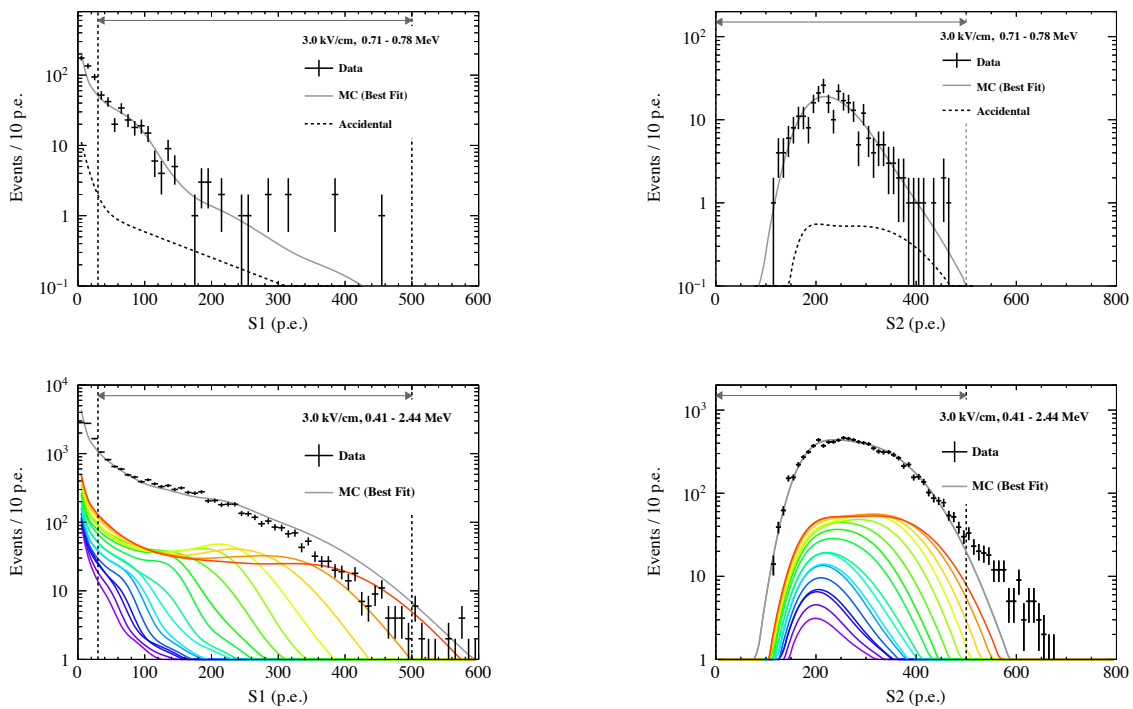 3.0 kV/cm, 0.71 - 0.78 MeV
Data
MC (Best Fit)
Accidental
Events / 10 p.e.
10²
10
1
10⁻¹
0 100 200 300 400 500 600
S1 (p.e.)
3.0 kV/cm, 0.71 - 0.78 MeV
Data
MC (Best Fit)
Accidental
Events / 10 p.e.
10²
10
1
10⁻¹
0 200 400 600 800
S2 (p.e.)
10⁴
3.0 kV/cm, 0.41 - 2.44 MeV
Data
MC (Best Fit)
Events / 10 p.e.
10³
10²
10
1
0 100 200 300 400 500 600
S1 (p.e.)
3.0 kV/cm, 0.41 - 2.44 MeV
Data
MC (Best Fit)
Events / 10 p.e.
10³
10²
10
1
0 200 400 600 800
S2 (p.e.)